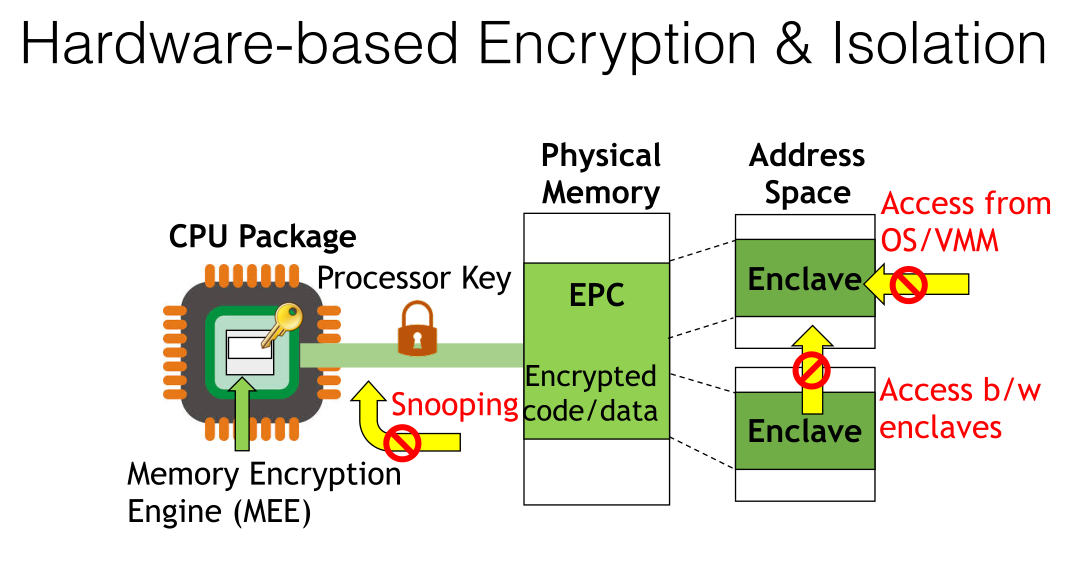 Hardware-based Encryption & Isolation
Physical
Memory
Address
Space
Access from
OS/VMM
CPU Package
Processor Key
EPC
Enclave
Encrypted
code/data
Snooping
Access b/w
enclaves
Enclave
Memory Encryption
Engine (MEE)